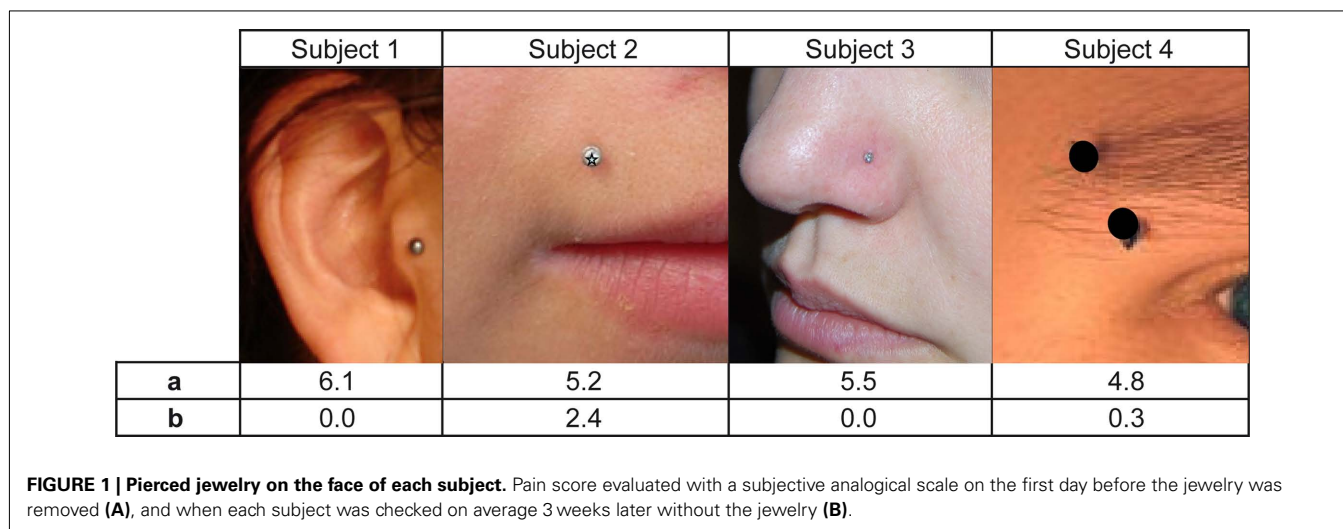 Subject 1 Subject 2 Subject 3 Subject 4
a 6.1 5.2 5.5 4.8
b 0.0 2.4 0.0 0.3
FIGURE 1 | Pierced jewelry on the face of each subject. Pain score evaluated with a subjective analogical scale on the first day before the jewelry was
removed (A), and when each subject was checked on average 3 weeks later without the jewelry (B).